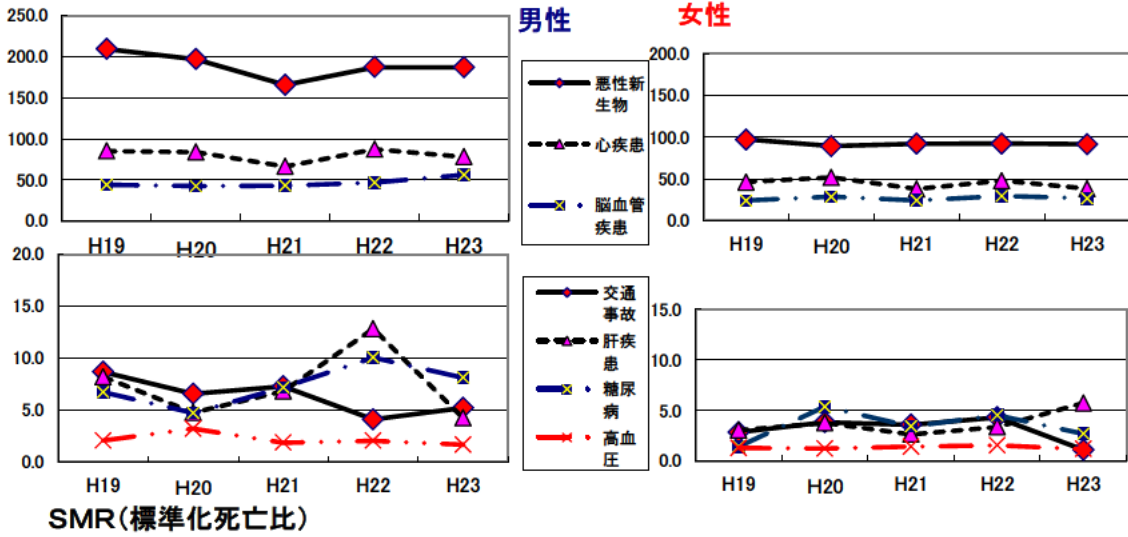 男性
女性
250.0
200.0
150.0
100.0
50.0
0.0
H19
H20
H21
H22
H23
悪性新
生物
心疾患
脳血管
疾患
200.0
150.0
100.0
50.0
0.0
H19
H20
H21
H22
H23
20.0
15.0
10.0
5.0
0.0
H19
H20
H21
H22
H23
交通
事故
肝疾
患
糖尿
病
高血
圧
15.0
10.0
5.0
0.0
H19
H20
H21
H22
H23
SMR(標準化死亡比)